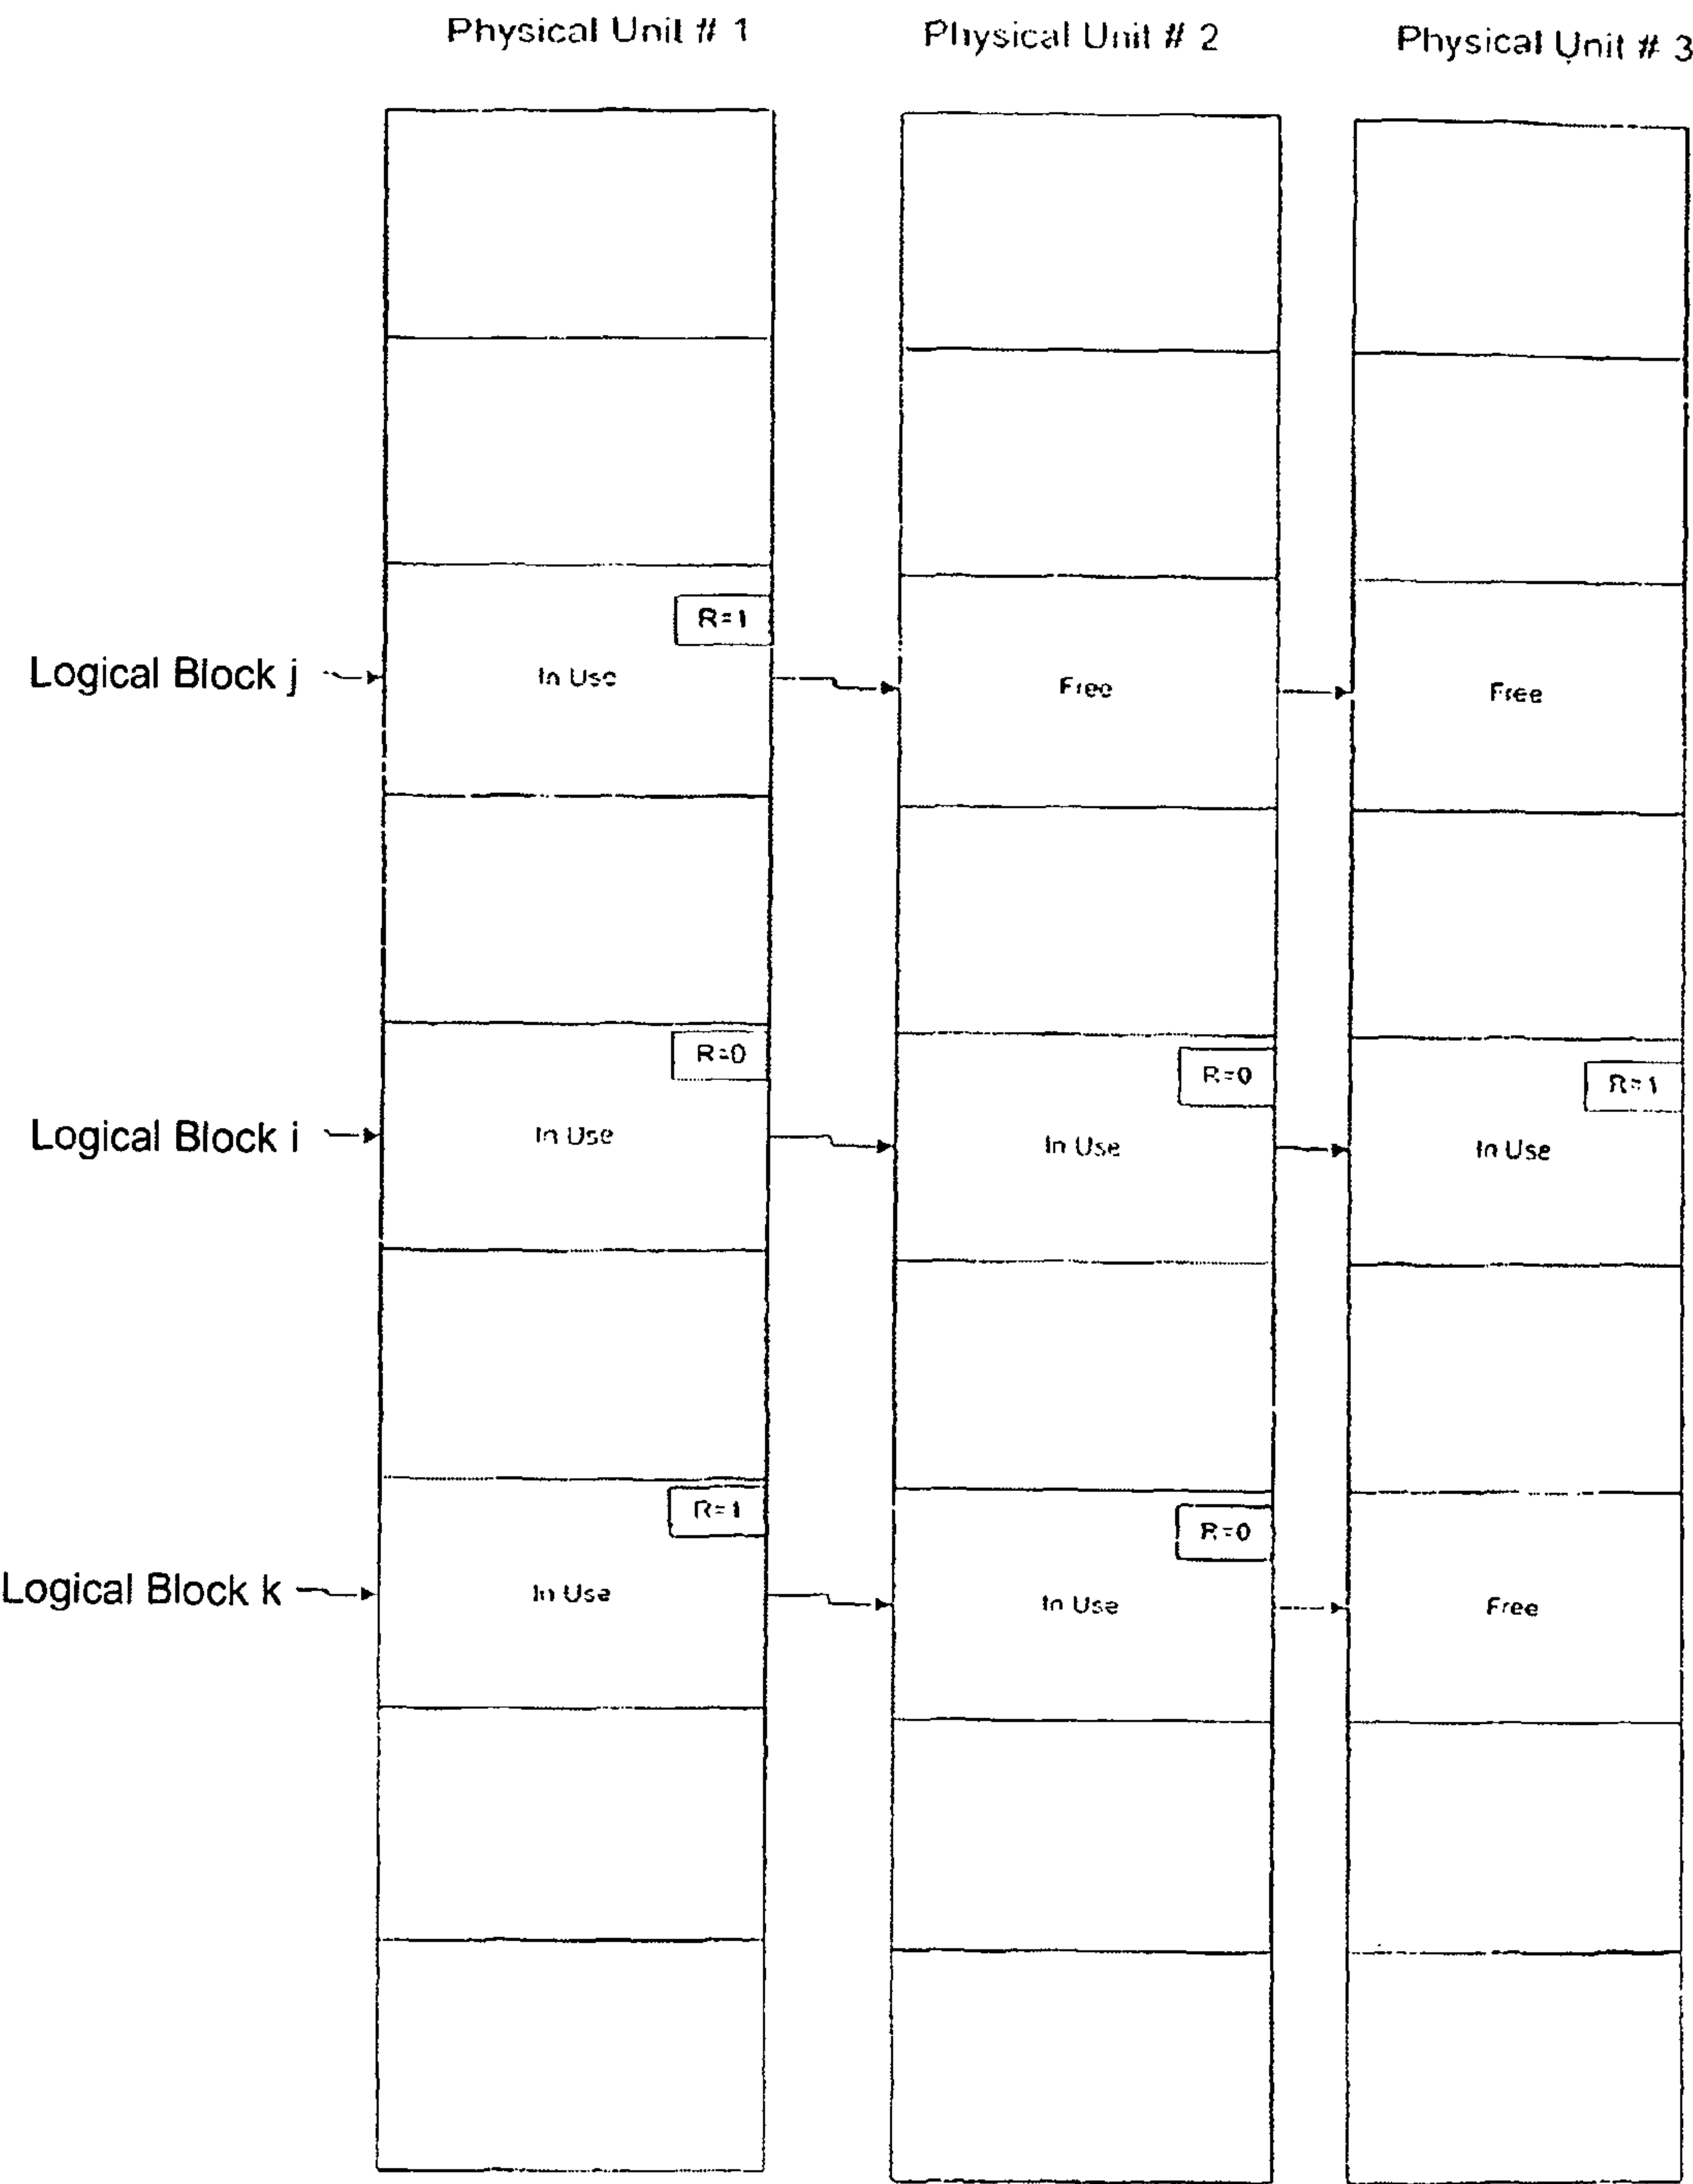 Physical Unit # 1 Physical Unit # 2 Physical Unit # 3
R=1
Logical Block j In Use Free Free
R=0 R=0 R=1
Logical Block i In Use In Use In Use
R=1 R=0
Logical Block k In Use In Use Free